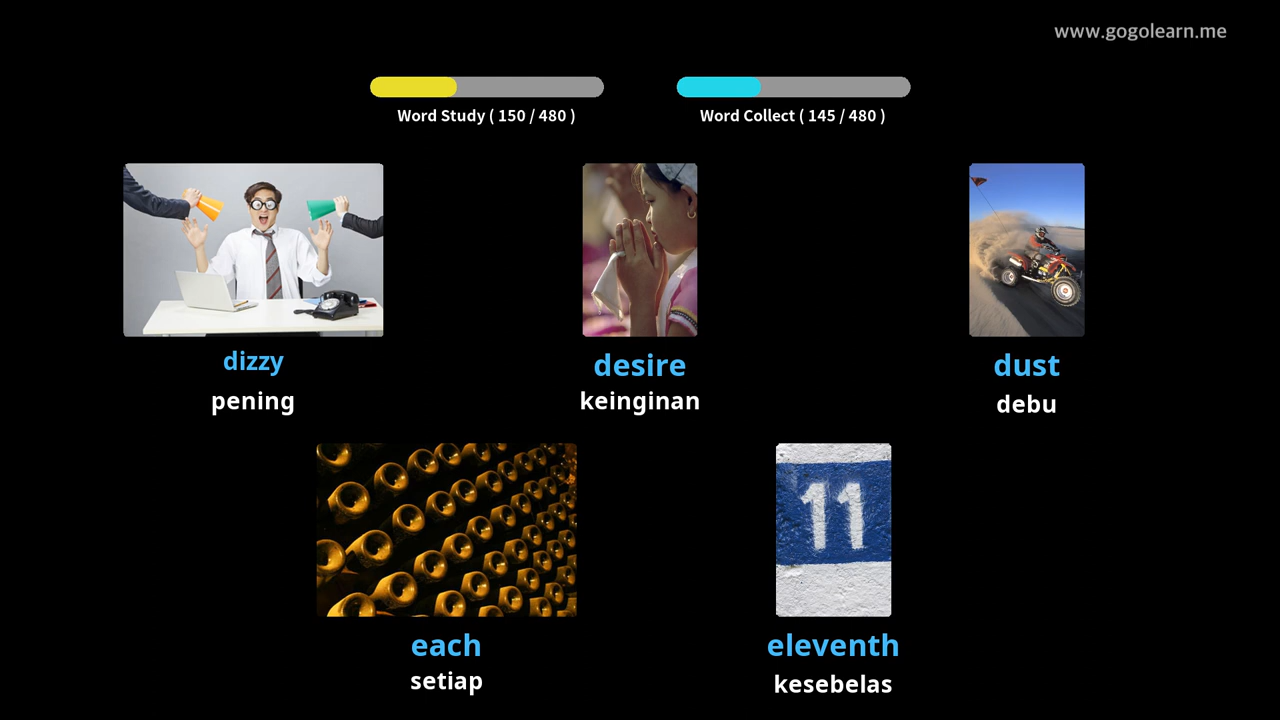 www.gogolearn.me
Word Study ( 150 / 480 )
Word Collect ( 145 / 480 )
dizzy
pening
desire
keinginan
dust
debu
11
each
setiap
eleventh
kesebelas